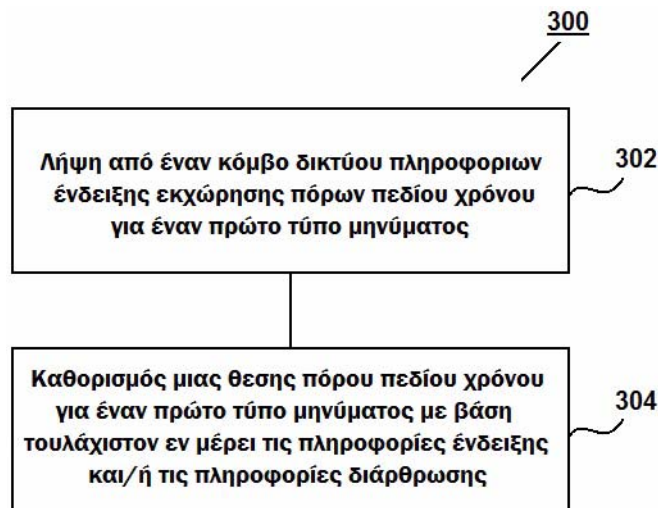 300
Λήψη από έναν κόμβο δικτύου πληροφοριων
ένδειξης εκχώρησης πόρων πεδίου χρόνου
για έναν πρώτο τύπο μηνύματος
302
Καθορισμός μιας θεσης πόρου πεδίου χρόνου
για έναν πρώτο τύπο μηνύματος με βάση
τουλάχιστον εν μέρει τις πληροφορίες ένδειξης
και/ή τις πληροφορίες διάρθρωσης
304